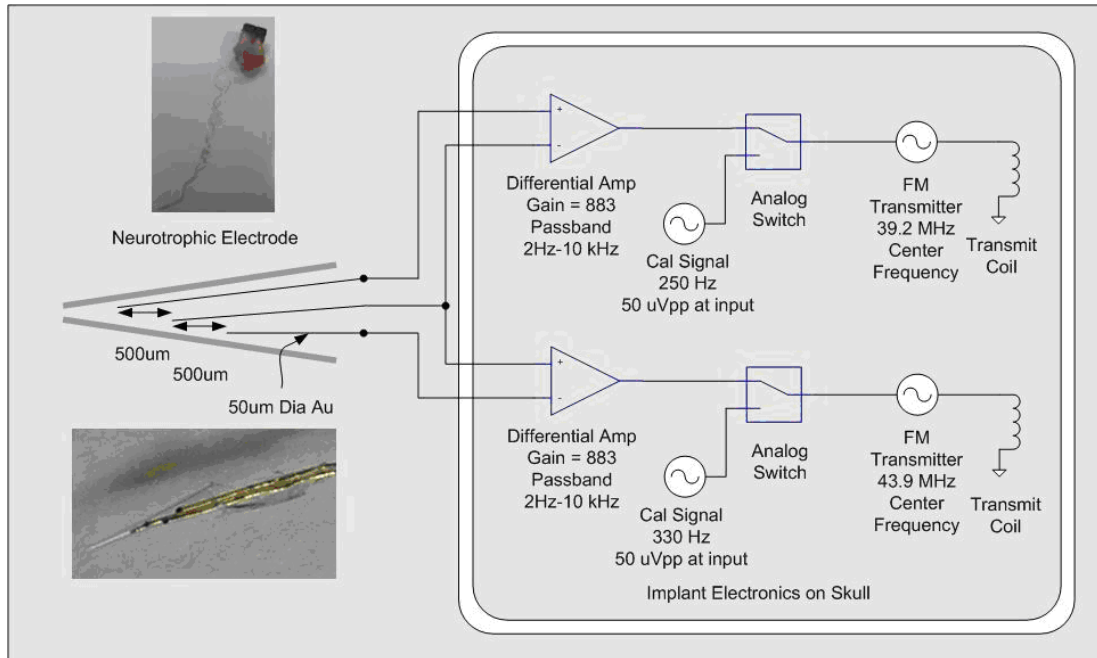 Neurotrophic Electrode
500um
500um
50um Dia Au
+
-
Differential Amp
Gain = 883
Passband
2Hz-10 kHz
Cal Signal
250 Hz
50 uVpp at input
Analog
Switch
FM
Transmitter
39.2 MHz
Center
Frequency
Transmit
Coil
+
-
Differential Amp
Gain = 883
Passband
2Hz-10 kHz
Cal Signal
330 Hz
50 uVpp at input
Analog
Switch
FM
Transmitter
43.9 MHz
Center
Frequency
Transmit
Coil
Implant Electronics on Skull